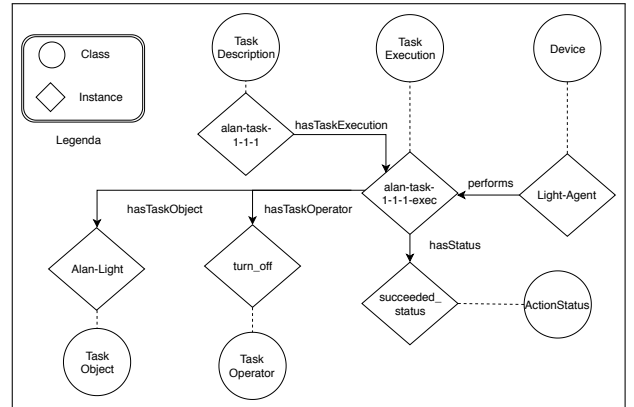 Class
Instance
Legenda
Task
Description
Task
Execution
Device
alan-task-
1-1-1
hasTaskExecution
alan-task-
1-1-1-exec
performs
Light-Agent
hasTaskObject
hasTaskOperator
hasStatus
Alan-Light
turn_off
succeeded_
status
ActionStatus
Task
Object
Task
Operator